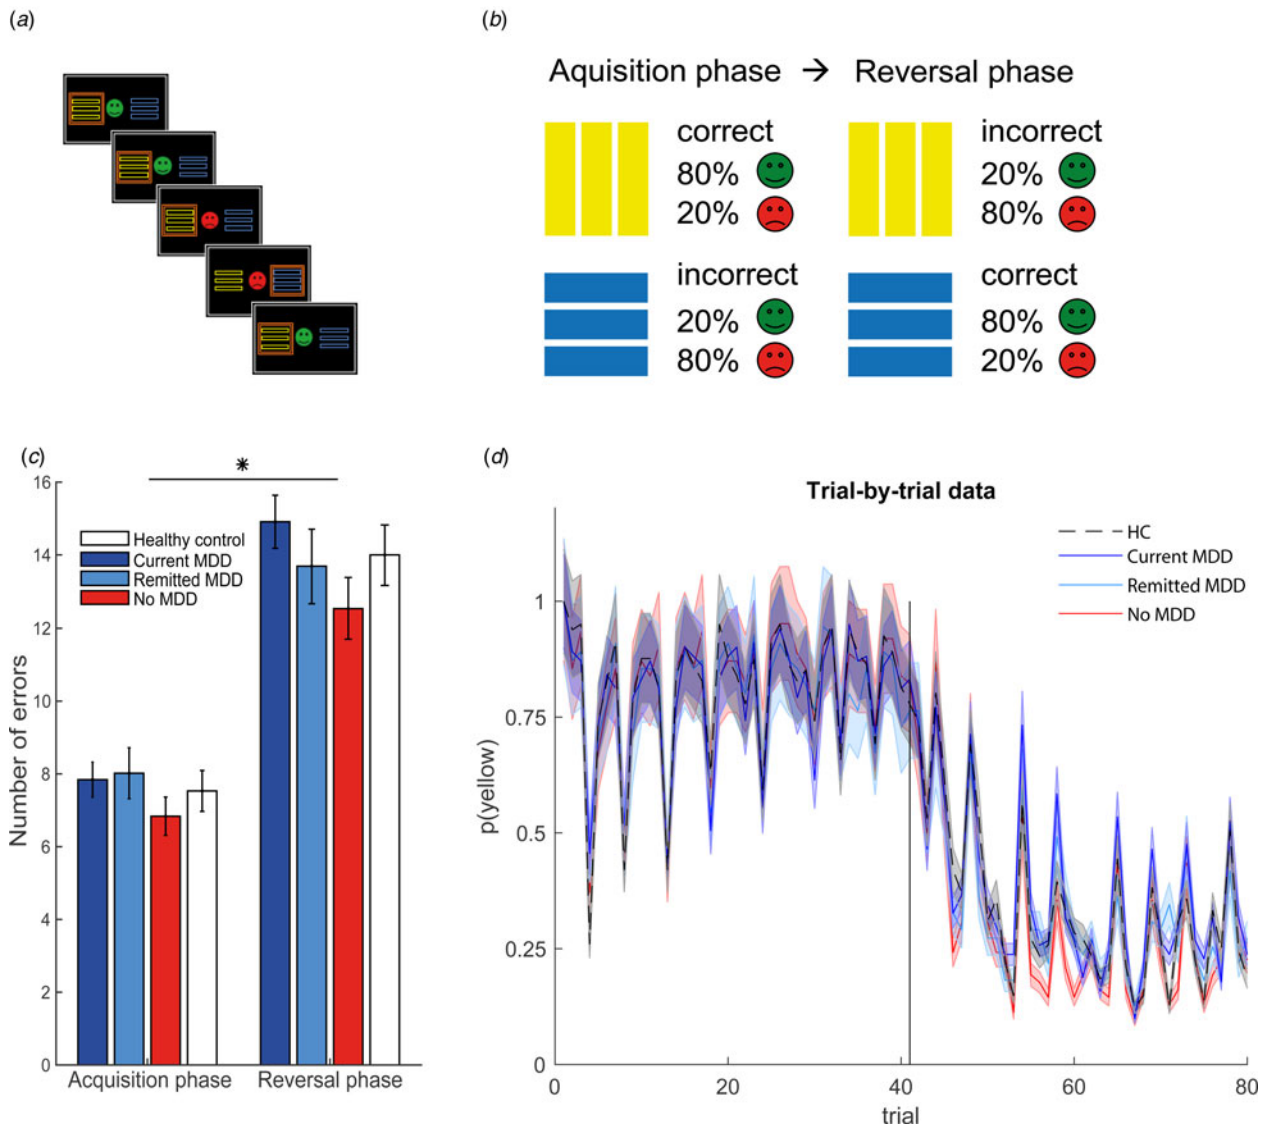 (a)
(b)
Aquisition phase → Reversal phase
correct
80%
20%
incorrect
20%
80%
incorrect
20%
80%
correct
80%
20%
(c)
*
Number of errors
16
14
12
10
8
6
4
2
0
Healthy control
Current MDD
Remitted MDD
No MDD
Acquisition phase
Reversal phase
(d)
Trial-by-trial data
HC
Current MDD
Remitted MDD
No MDD
p(yellow)
1
0.75
0.5
0.25
0
0
20
40
60
80
trial